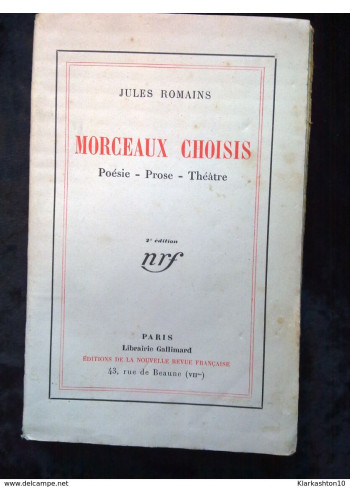 JULES ROMAINS
MORCEAUX CHOISIS
Poésie - Prose - Théâtre
2e édition
nrf
PARIS
Librairie Gallimard
ÉDITIONS DE LA NOUVELLE REVUE FRANÇAISE
43, rue de Beaune (VIIme)
www.delcampe.net
Klarkashton10